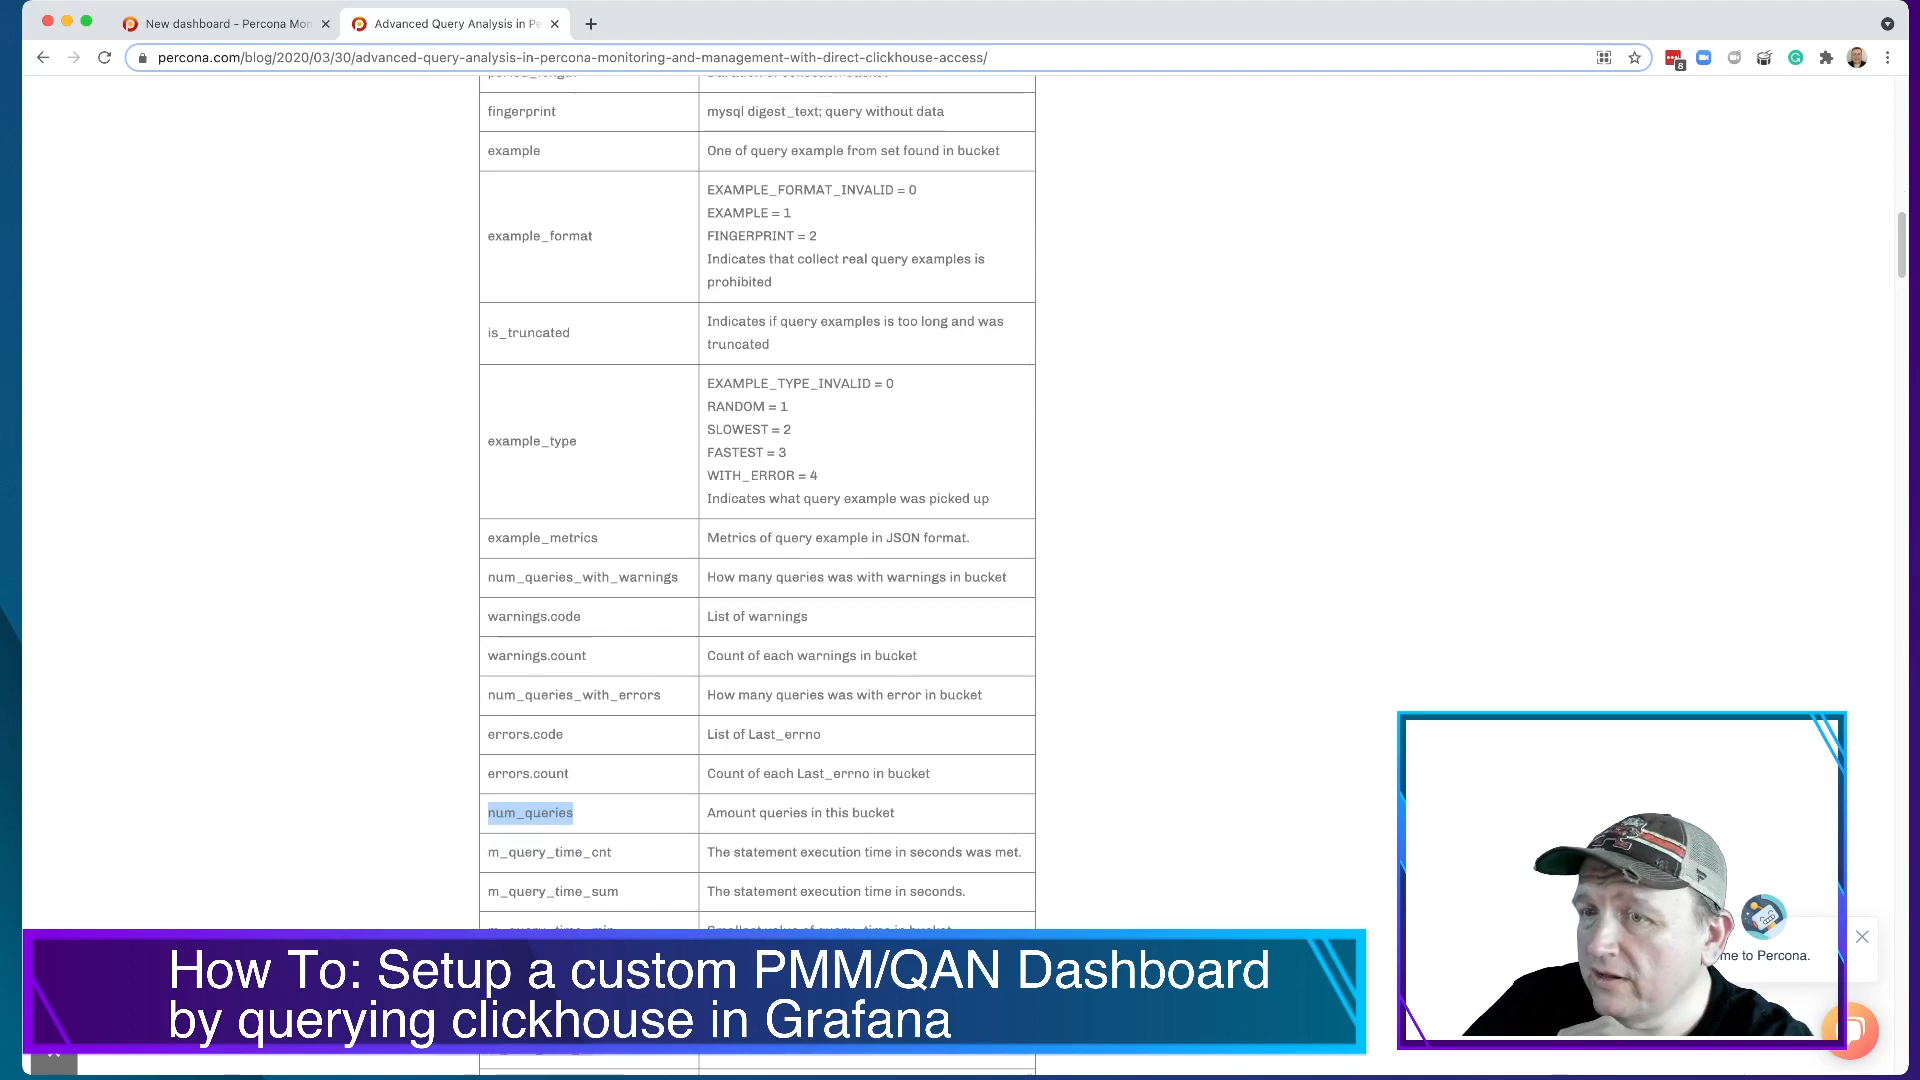 New dashboard - Percona Mon
Advanced Query Analysis in Pe
percona.com/blog/2020/03/30/advanced-query-analysis-in-percona-monitoring-and-management-with-direct-clickhouse-access/
8
fingerprint
mysql digest_text; query without data
example
One of query example from set found in bucket
example_format
EXAMPLE_FORMAT_INVALID = 0
EXAMPLE = 1
FINGERPRINT = 2
Indicates that collect real query examples is
prohibited
is_truncated
Indicates if query examples is too long and was
truncated
example_type
EXAMPLE_TYPE_INVALID = 0
RANDOM = 1
SLOWEST = 2
FASTEST = 3
WITH_ERROR = 4
Indicates what query example was picked up
example_metrics
Metrics of query example in JSON format.
num_queries_with_warnings
How many queries was with warnings in bucket
warnings.code
List of warnings
warnings.count
Count of each warnings in bucket
num_queries_with_errors
How many queries was with error in bucket
errors.code
List of Last_errno
errors.count
Count of each Last_errno in bucket
num_queries
Amount queries in this bucket
m_query_time_cnt
The statement execution time in seconds was met.
m_query_time_sum
The statement execution time in seconds.
me to Percona.
How To: Setup a custom PMM/QAN Dashboard
by querying clickhouse in Grafana